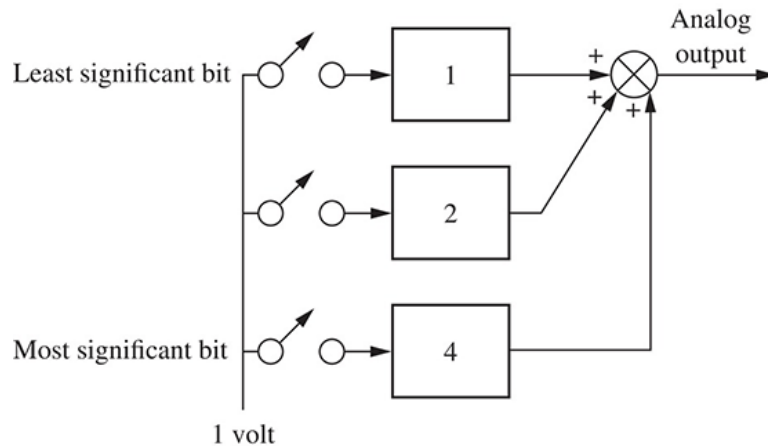 Analog
output
Least significant bit
1
+
+
+
2
Most significant bit
4
1 volt